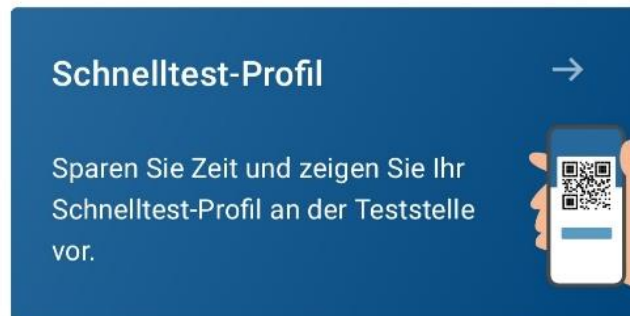 Schnelltest-Profil
Sparen Sie Zeit und zeigen Sie Ihr
Schnelltest-Profil an der Teststelle
vor.